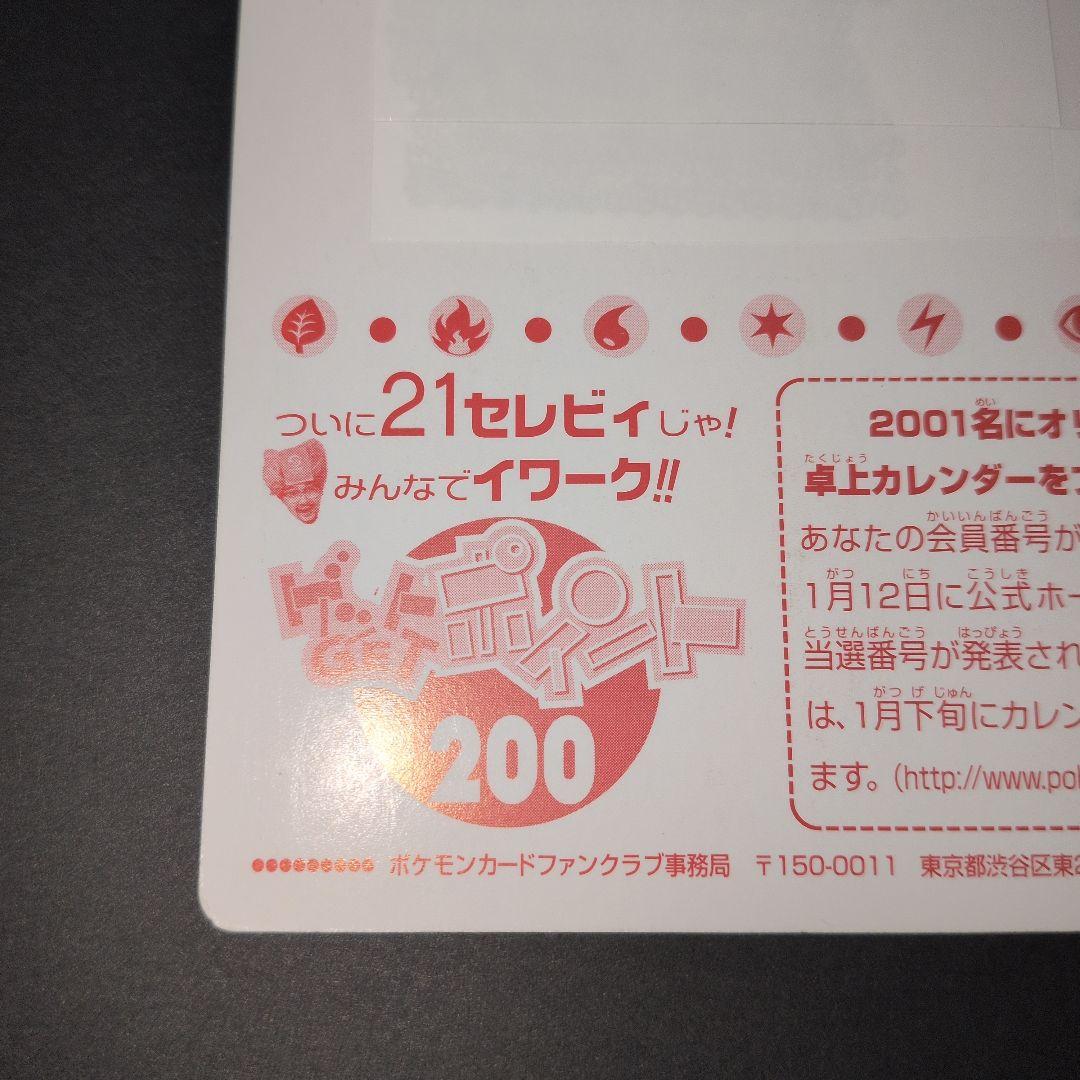 ついに21セレビィじゃ!
みんなでイワーク!!
ゲットポイント
GET
200
2001名にオリ
めい
たくじょう
卓上カレンダーを
かいいんばんごう
あなたの会員番号が
がつ にち こうしき
1月12日に公式ホー
とうせんばんごう はっぴょう
当選番号が発表され
がつ げじゅん
は、1月下旬にカレン
ます。(http://www.pok
ポケモンカードファンクラブ事務局 〒150-0011 東京都渋谷区東2